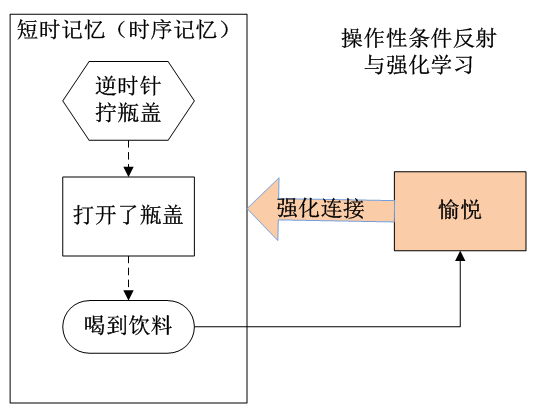 短时记忆（时序记忆）
操作性条件反射
与强化学习
逆时针
拧瓶盖
打开了瓶盖
强化连接
愉悦
喝到饮料